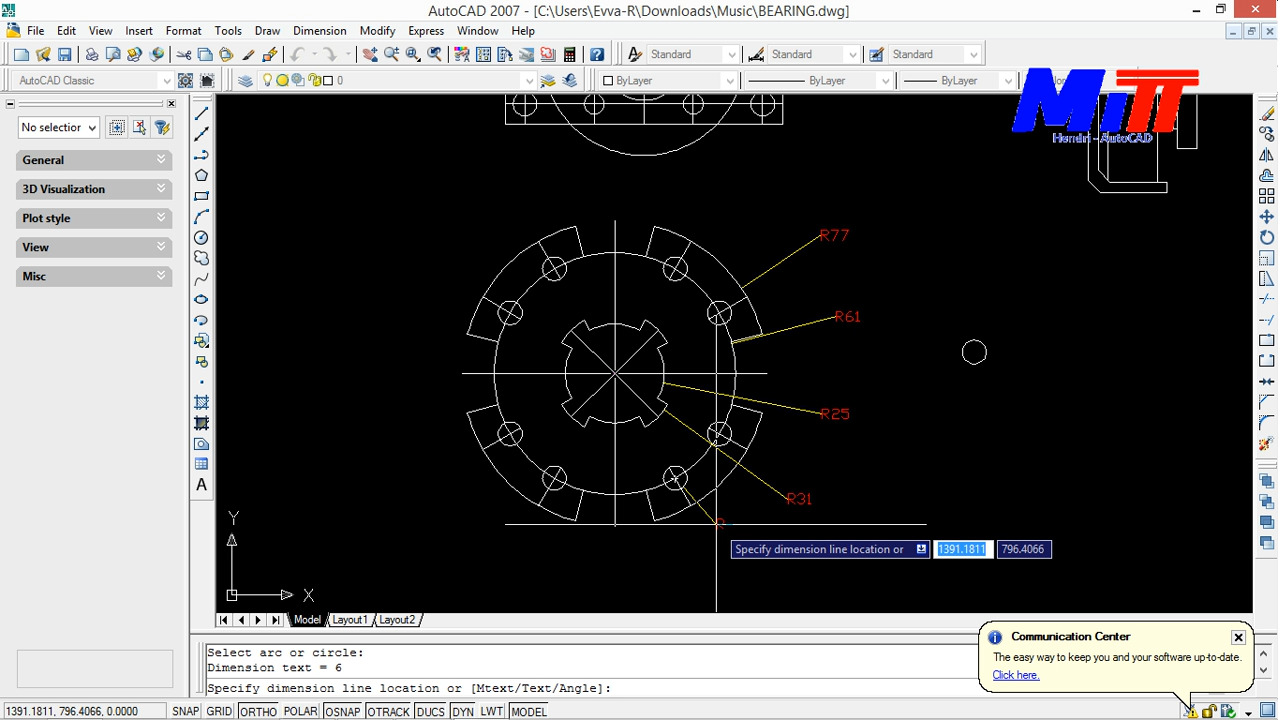 AutoCAD 2007 - [C:\Users\Evva-R\Downloads\Music\BEARING.dwg]
File Edit View Insert Format Tools Draw Dimension Modify Express Window Help
Standard Standard Standard
AutoCAD Classic 0 ByLayer ByLayer ByLayer
MiTT
Hendri - AutoCAD
No selection
General
3D Visualization
Plot style
View
Misc
A
R77
R61
R25
R31
Specify dimension line location or 1391.1811 796.4066
Y
X
Model Layout1 Layout2
Communication Center
The easy way to keep you and your software up-to-date.
Click here.
Select arc or circle:
Dimension text = 6
Specify dimension line location or [Mtext/Text/Angle]:
1391.1811, 796.4066, 0.0000 SNAP GRID ORTHO POLAR OSNAP OTRACK DUCS DYN LWT MODEL